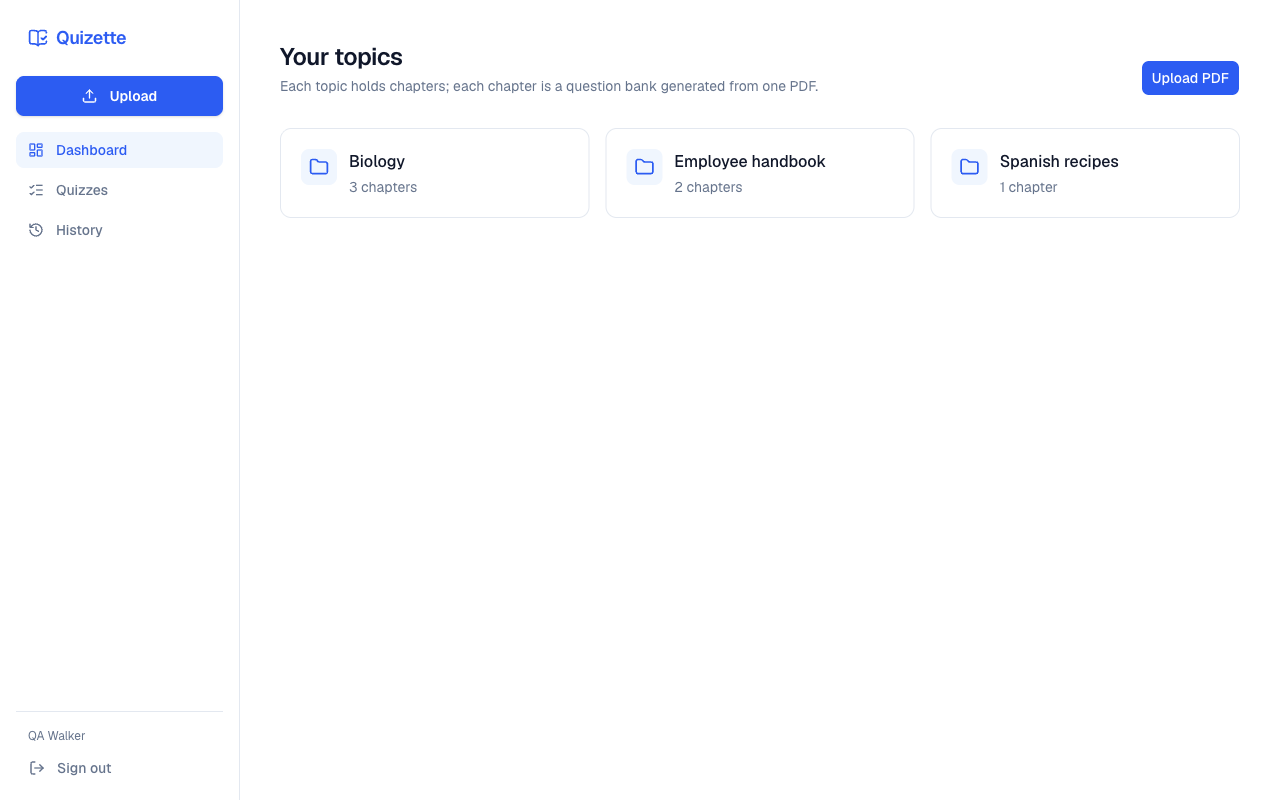 Quizette
Upload
Dashboard
Quizzes
History
QA Walker
Sign out
Your topics
Each topic holds chapters; each chapter is a question bank generated from one PDF.
Upload PDF
Biology
3 chapters
Employee handbook
2 chapters
Spanish recipes
1 chapter